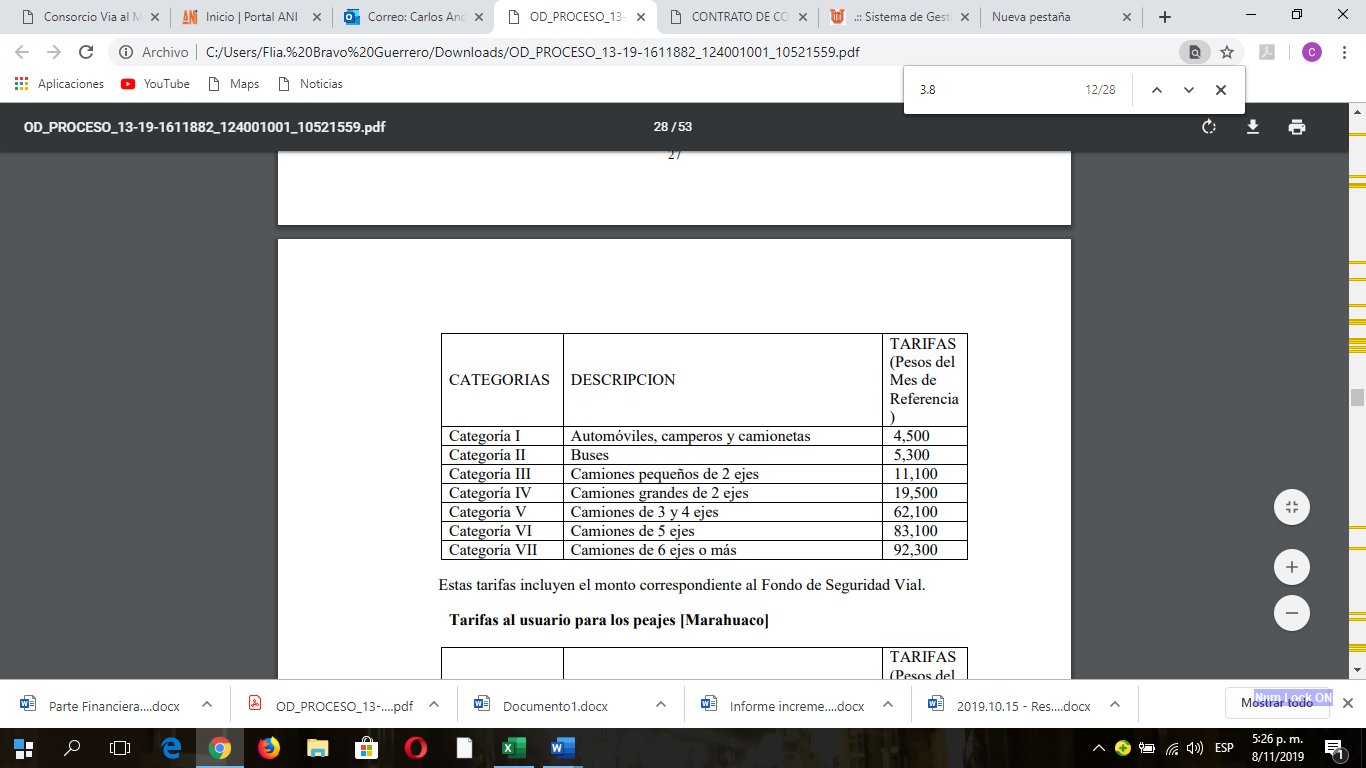 Consorcio Via al M
Inicio | Portal ANI
Correo: Carlos And
OD_PROCESO_13-
CONTRATO DE CO
.:: Sistema de Gest
Nueva pestaña
Archivo
C:/Users/Flia.%20Bravo%20Guerrero/Downloads/OD_PROCESO_13-19-1611882_124001001_10521559.pdf
C
Aplicaciones
YouTube
Maps
Noticias
3.8
12/28
OD_PROCESO_13-19-1611882_124001001_10521559.pdf
28 / 53
27
CATEGORIAS DESCRIPCION TARIFAS
(Pesos del
Mes de
Referencia
)
Categoría I Automóviles, camperos y camionetas 4,500
Categoría II Buses 5,300
Categoría III Camiones pequeños de 2 ejes 11,100
Categoría IV Camiones grandes de 2 ejes 19,500
Categoría V Camiones de 3 y 4 ejes 62,100
Categoría VI Camiones de 5 ejes 83,100
Categoría VII Camiones de 6 ejes o más 92,300
Estas tarifas incluyen el monto correspondiente al Fondo de Seguridad Vial.
Tarifas al usuario para los peajes [Marahuaco]
TARIFAS
(Pesos del
Parte Financiera....docx
OD_PROCESO_13-....pdf
Documento1.docx
Informe increme....docx
2019.10.15 - Res....docx
Mostrar todo
Num Lock ON
ESP
5:26 p. m.
8/11/2019
1